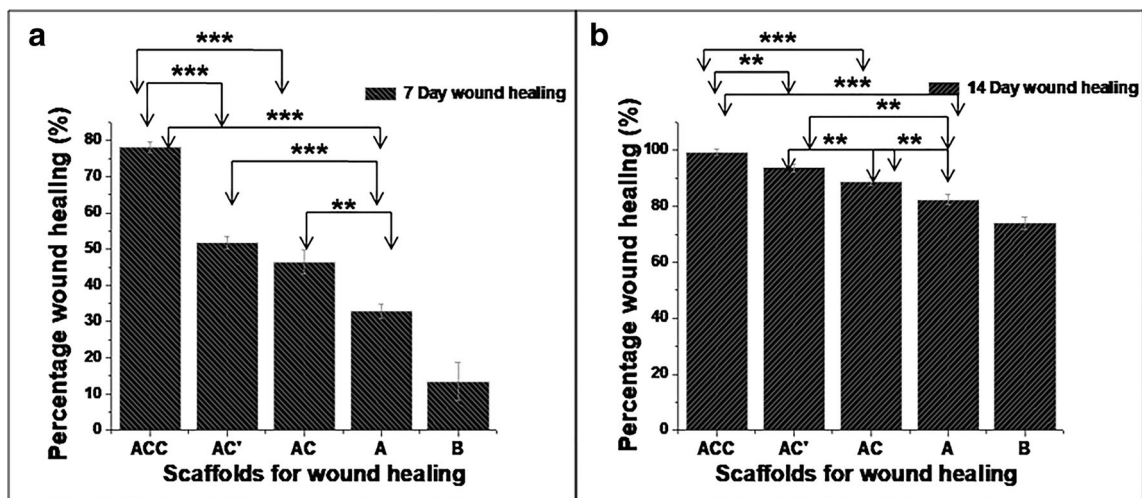 a
***
***
7 Day wound healing
***
***
**
Percentage wound healing (%)
80
70
60
50
40
30
20
10
0
ACC AC' AC A B
Scaffolds for wound healing
b
***
**
***
14 Day wound healing
**
** **
Percentage wound healing (%)
100
80
60
40
20
0
ACC AC' AC A B
Scaffolds for wound healing